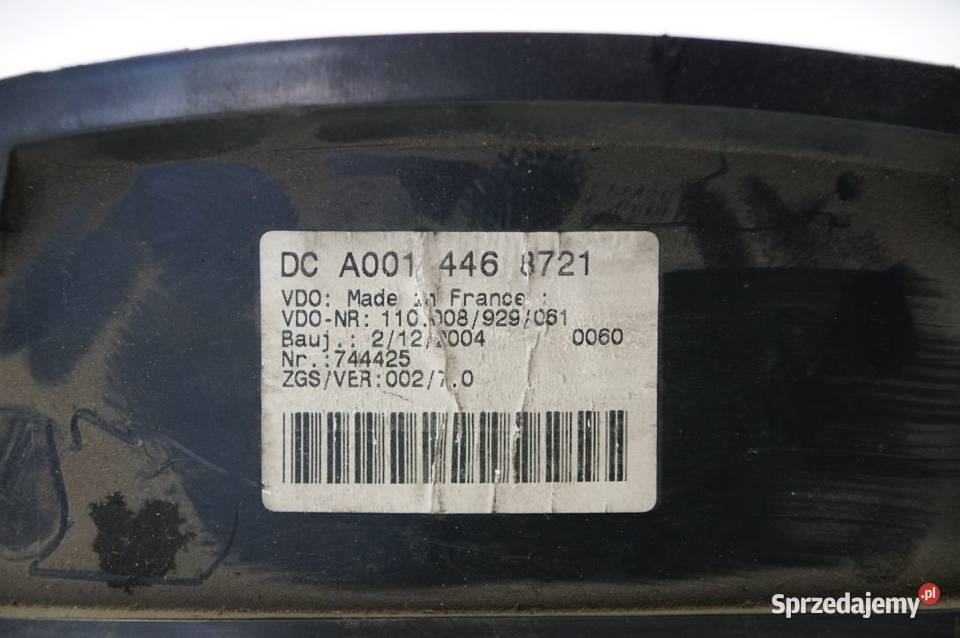 DC A001 446 8721
VDO: Made in France :
VDO-NR: 110.008/929/061
Bauj.: 2/12/2004 0060
Nr.:744425
ZGS/VER:002/7.0
Sprzedajemy.pl